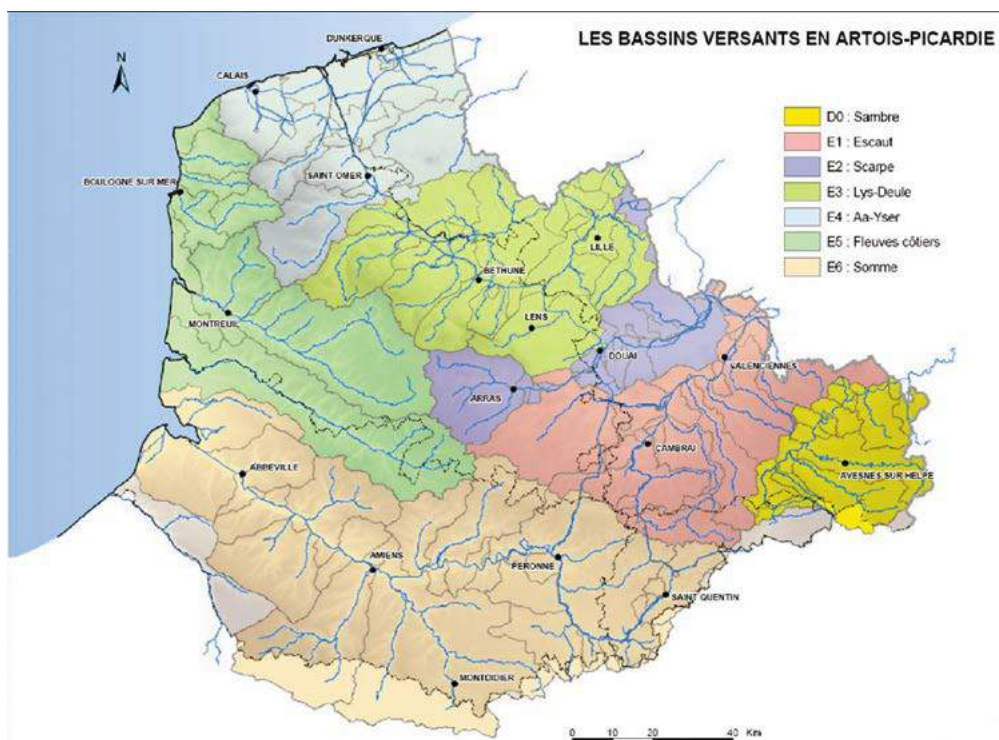 LES BASSINS VERSANTS EN ARTOIS-PICARDIE
DUNKERQUE
N
CALAIS
D0 : Sambre
E1 : Escaut
E2 : Scarpe
E3 : Lys-Deule
E4 : Aa-Yser
E5 : Fleuves côtiers
E6 : Somme
SAINT OMER
BOULOGNE SUR MER
LILLE
BETHUNE
MONTREUIL
LENS
DOUAI
VALENCIENNES
ARRAS
CAMBRAI
AVESNES SUR HELPE
ABBEVILLE
AMIENS
PERONNE
SAINT QUENTIN
MONTDIDIER
0 10 20 40 Km